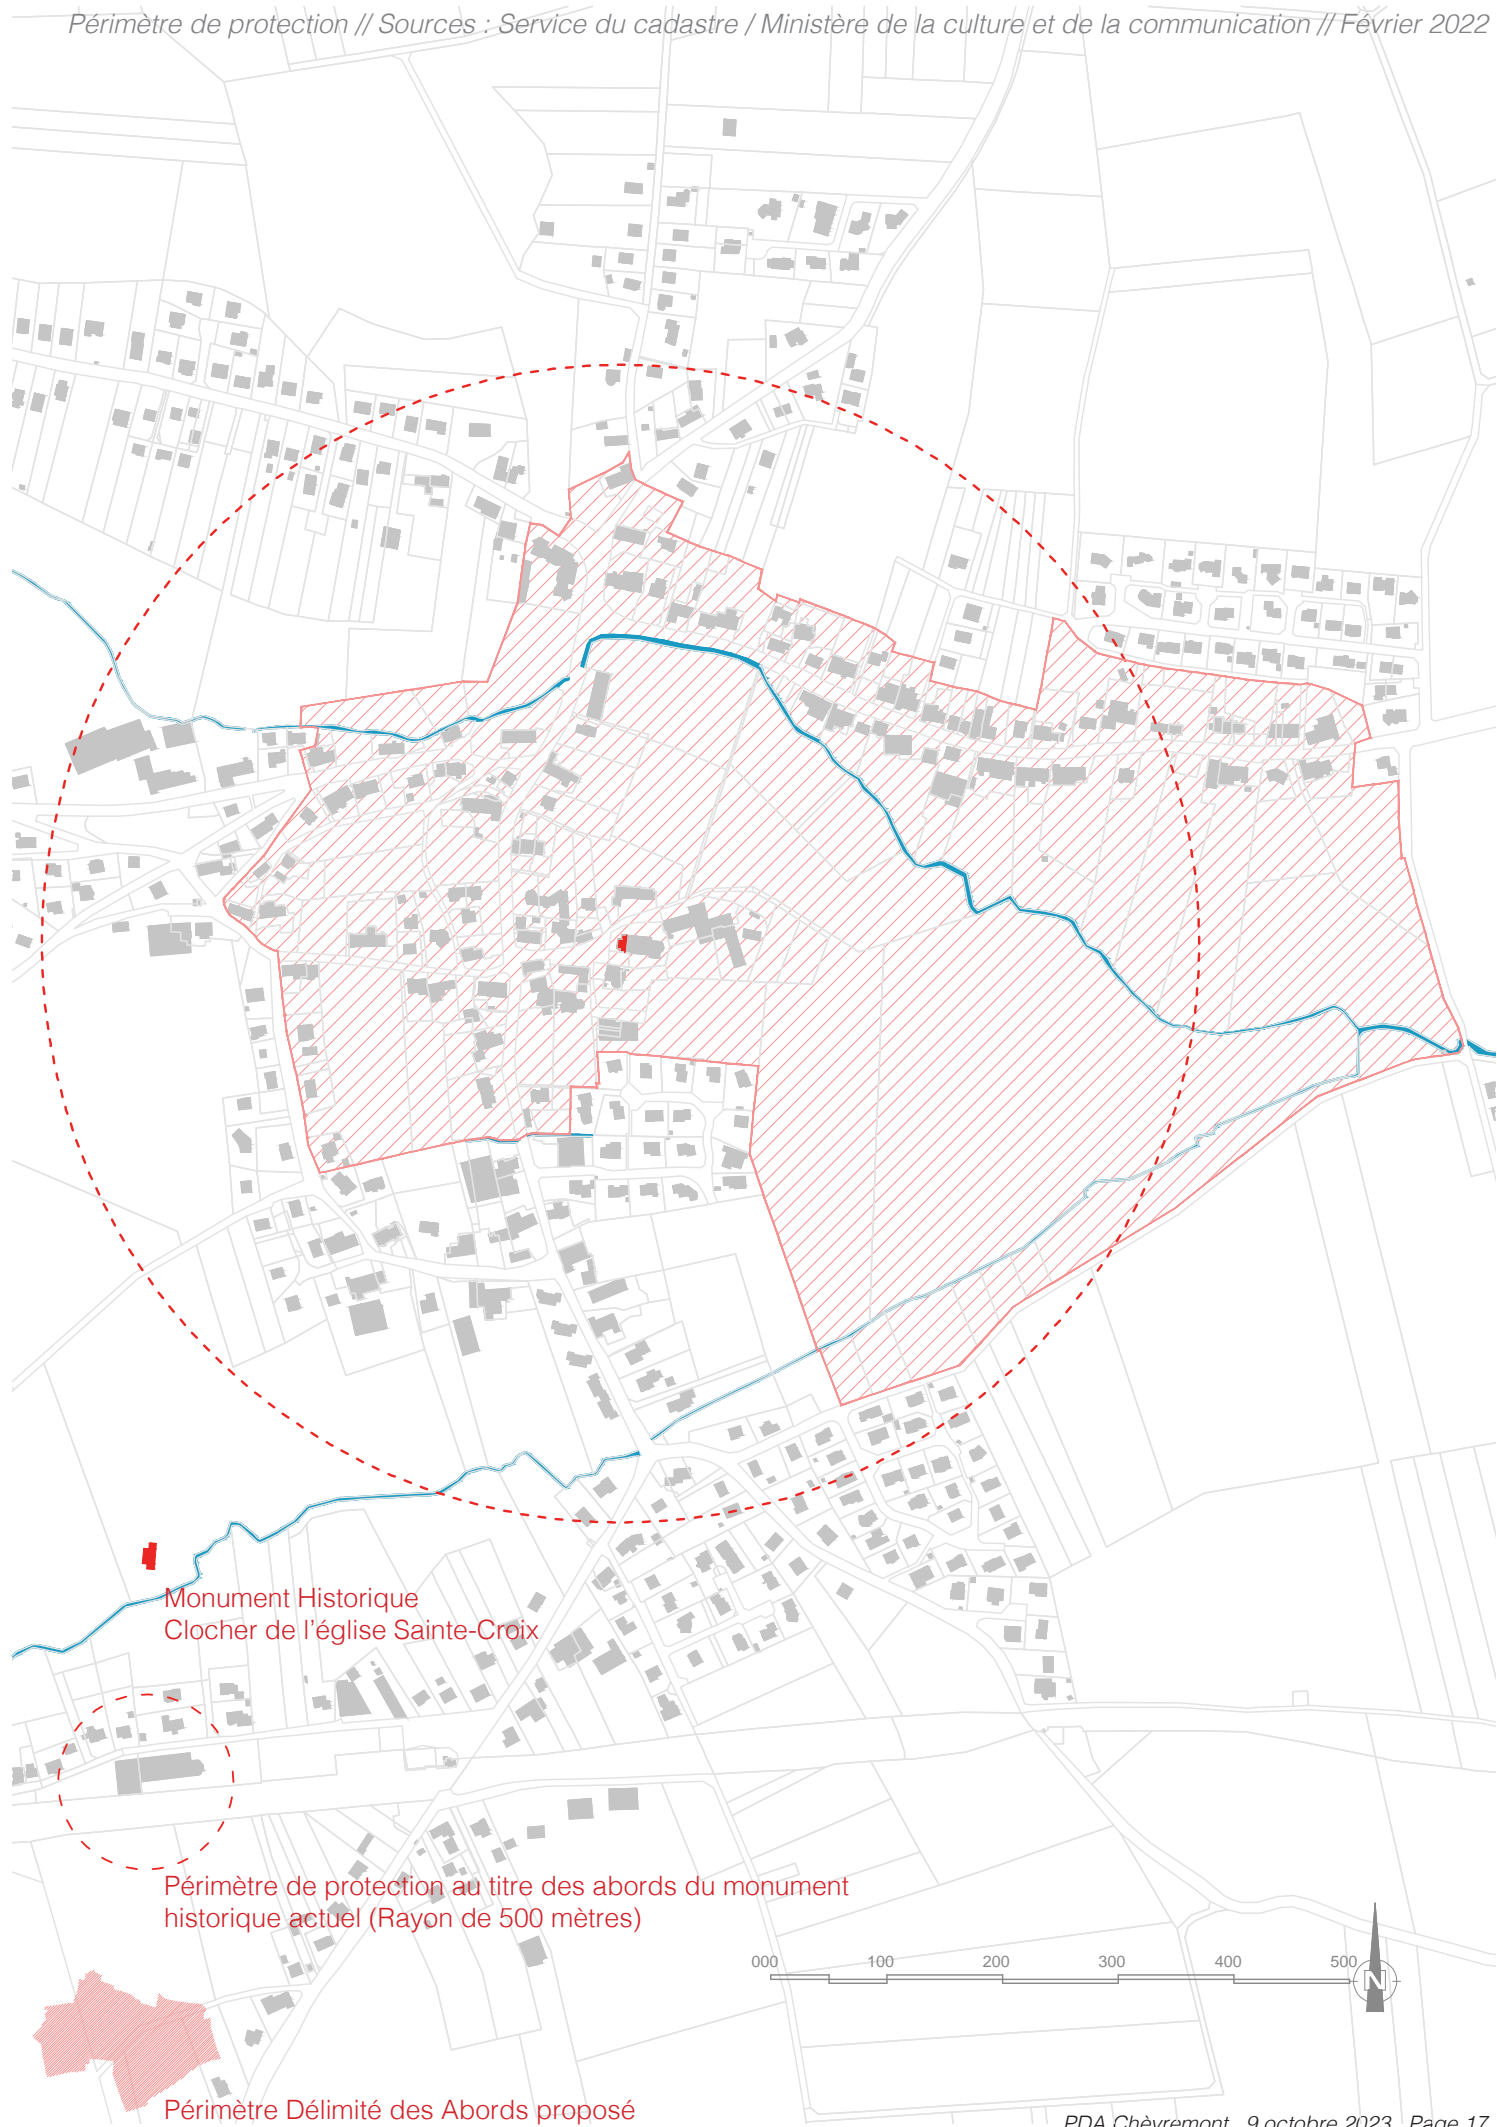 Périmètre de protection // Sources : Service du cadastre / Ministère de la culture et de la communication // Février 2022
Monument Historique
Clocher de l'église Sainte-Croix
Périmètre de protection au titre des abords du monument
historique actuel (Rayon de 500 mètres)
000 100 200 300 400 500
N
Périmètre Délimité des Abords proposé
PDA Chèvremont 9 octobre 2023 Page 17